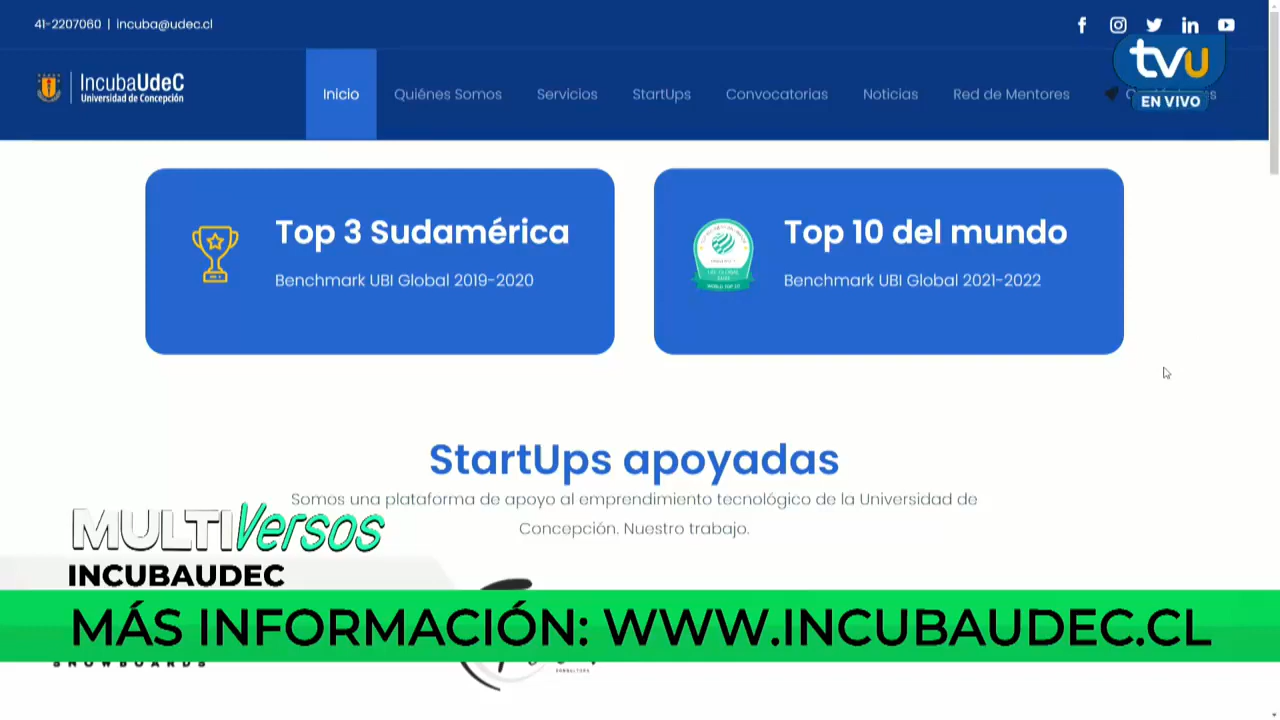 41-2207060 | incuba@udec.cl
tvu
EN VIVO
IncubaUdeC
Universidad de Concepción
Inicio
Quiénes Somos
Servicios
StartUps
Convocatorias
Noticias
Red de Mentores
Top 3 Sudamérica
Benchmark UBI Global 2019-2020
Top 10 del mundo
Benchmark UBI Global 2021-2022
StartUps apoyadas
Somos una plataforma de apoyo al emprendimiento tecnológico de la Universidad de
Concepción. Nuestro trabajo.
MULTIVersos
INCUBAUDEC
MÁS INFORMACIÓN: WWW.INCUBAUDEC.CL
SNOWBOARDS